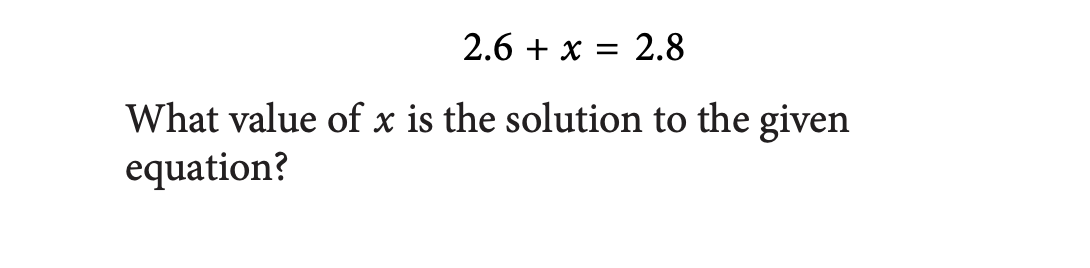 2.6 + x = 2.8
What value of x is the solution to the given
equation?